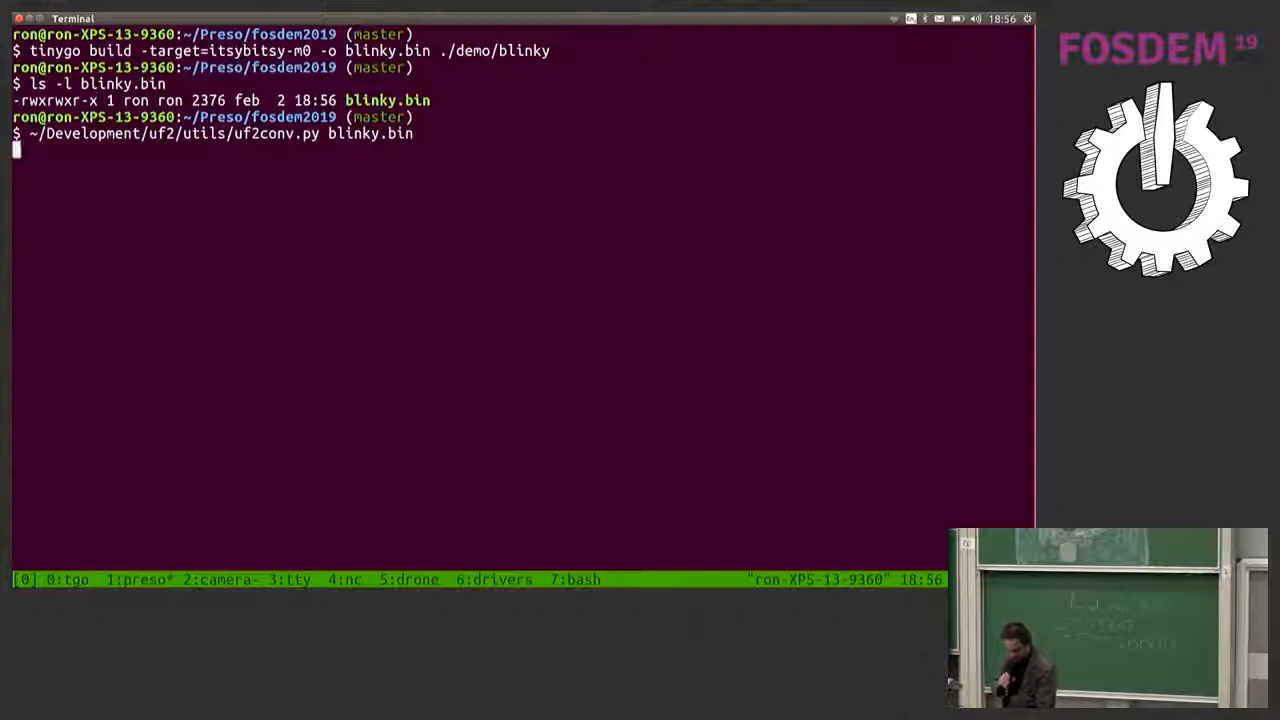 Terminal
En
18:56
ron@ron-XPS-13-9360:~/Preso/fosdem2019 (master)
$ tinygo build -target=itsybitsy-m0 -o blinky.bin ./demo/blinky
ron@ron-XPS-13-9360:~/Preso/fosdem2019 (master)
$ ls -l blinky.bin
-rwxrwxr-x 1 ron ron 2376 feb  2 18:56 blinky.bin
ron@ron-XPS-13-9360:~/Preso/fosdem2019 (master)
$ ~/Development/uf2/utils/uf2conv.py blinky.bin
[0] 0:tgo  1:preso* 2:camera- 3:tty  4:nc  5:drone  6:drivers  7:bash
"ron-XPS-13-9360" 18:56
FOSDEM 19